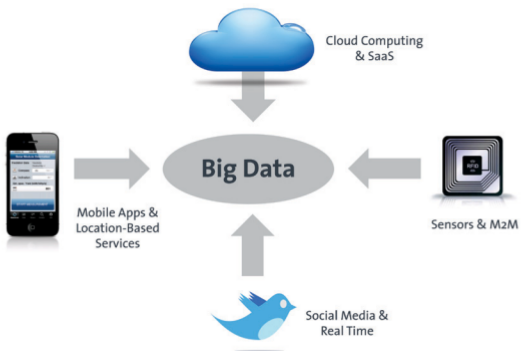 Cloud Computing
& SaaS
Big Data
Mobile Apps &
Location-Based
Services
RFID
Sensors & M2M
Social Media &
Real Time